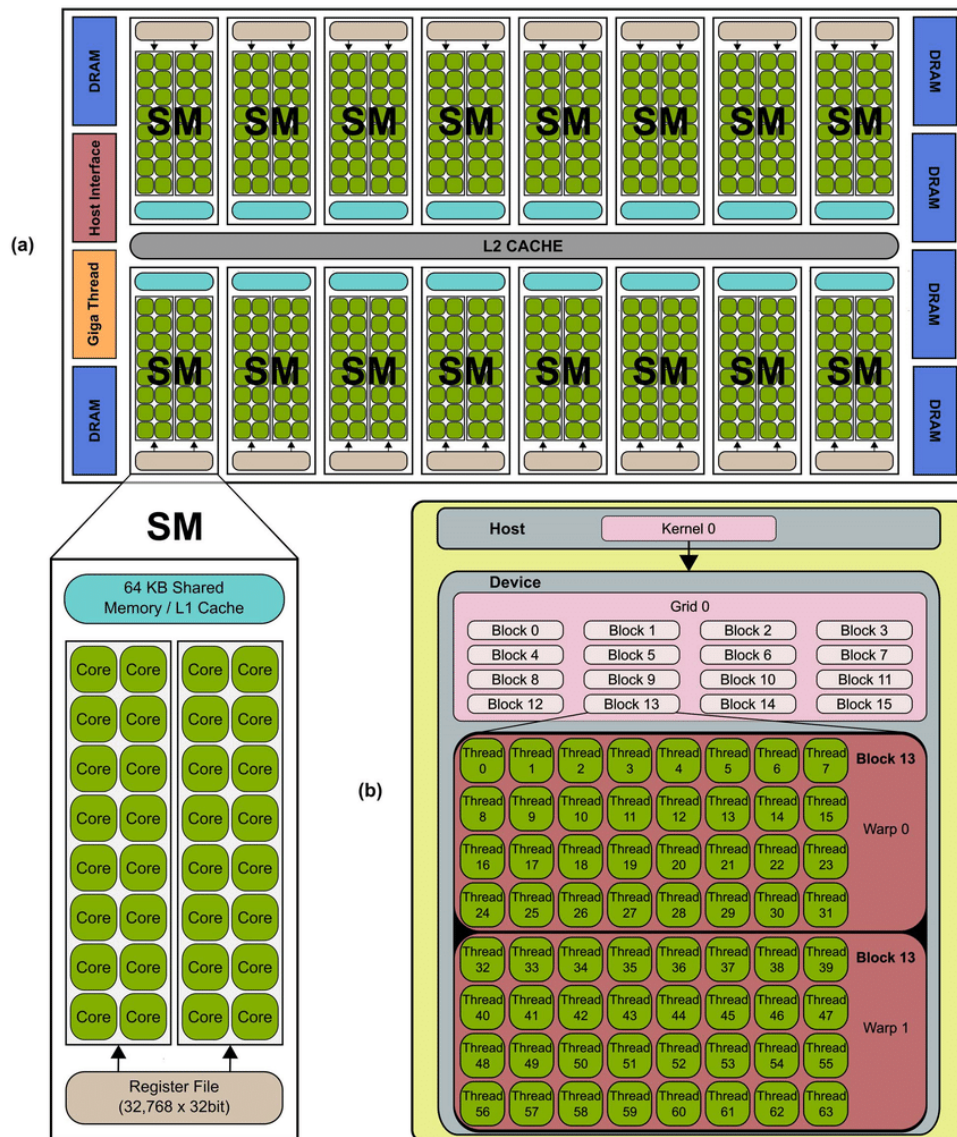 (a)
DRAM
Host Interface
Giga Thread
DRAM
SM SM SM SM SM SM SM SM
L2 CACHE
SM SM SM SM SM SM SM SM
DRAM
DRAM
DRAM
DRAM
SM
64 KB Shared
Memory / L1 Cache
Core Core Core Core
Core Core Core Core
Core Core Core Core
Core Core Core Core
Core Core Core Core
Core Core Core Core
Core Core Core Core
Core Core Core Core
Register File
(32,768 x 32bit)
(b)
Host
Kernel 0
Device
Grid 0
Block 0 Block 1 Block 2 Block 3
Block 4 Block 5 Block 6 Block 7
Block 8 Block 9 Block 10 Block 11
Block 12 Block 13 Block 14 Block 15
Thread Thread Thread Thread Thread Thread Thread Thread
0 1 2 3 4 5 6 7
Block 13
Thread Thread Thread Thread Thread Thread Thread Thread
8 9 10 11 12 13 14 15
Warp 0
Thread Thread Thread Thread Thread Thread Thread Thread
16 17 18 19 20 21 22 23
Thread Thread Thread Thread Thread Thread Thread Thread
24 25 26 27 28 29 30 31
Thread Thread Thread Thread Thread Thread Thread Thread
32 33 34 35 36 37 38 39
Block 13
Thread Thread Thread Thread Thread Thread Thread Thread
40 41 42 43 44 45 46 47
Warp 1
Thread Thread Thread Thread Thread Thread Thread Thread
48 49 50 51 52 53 54 55
Thread Thread Thread Thread Thread Thread Thread Thread
56 57 58 59 60 61 62 63